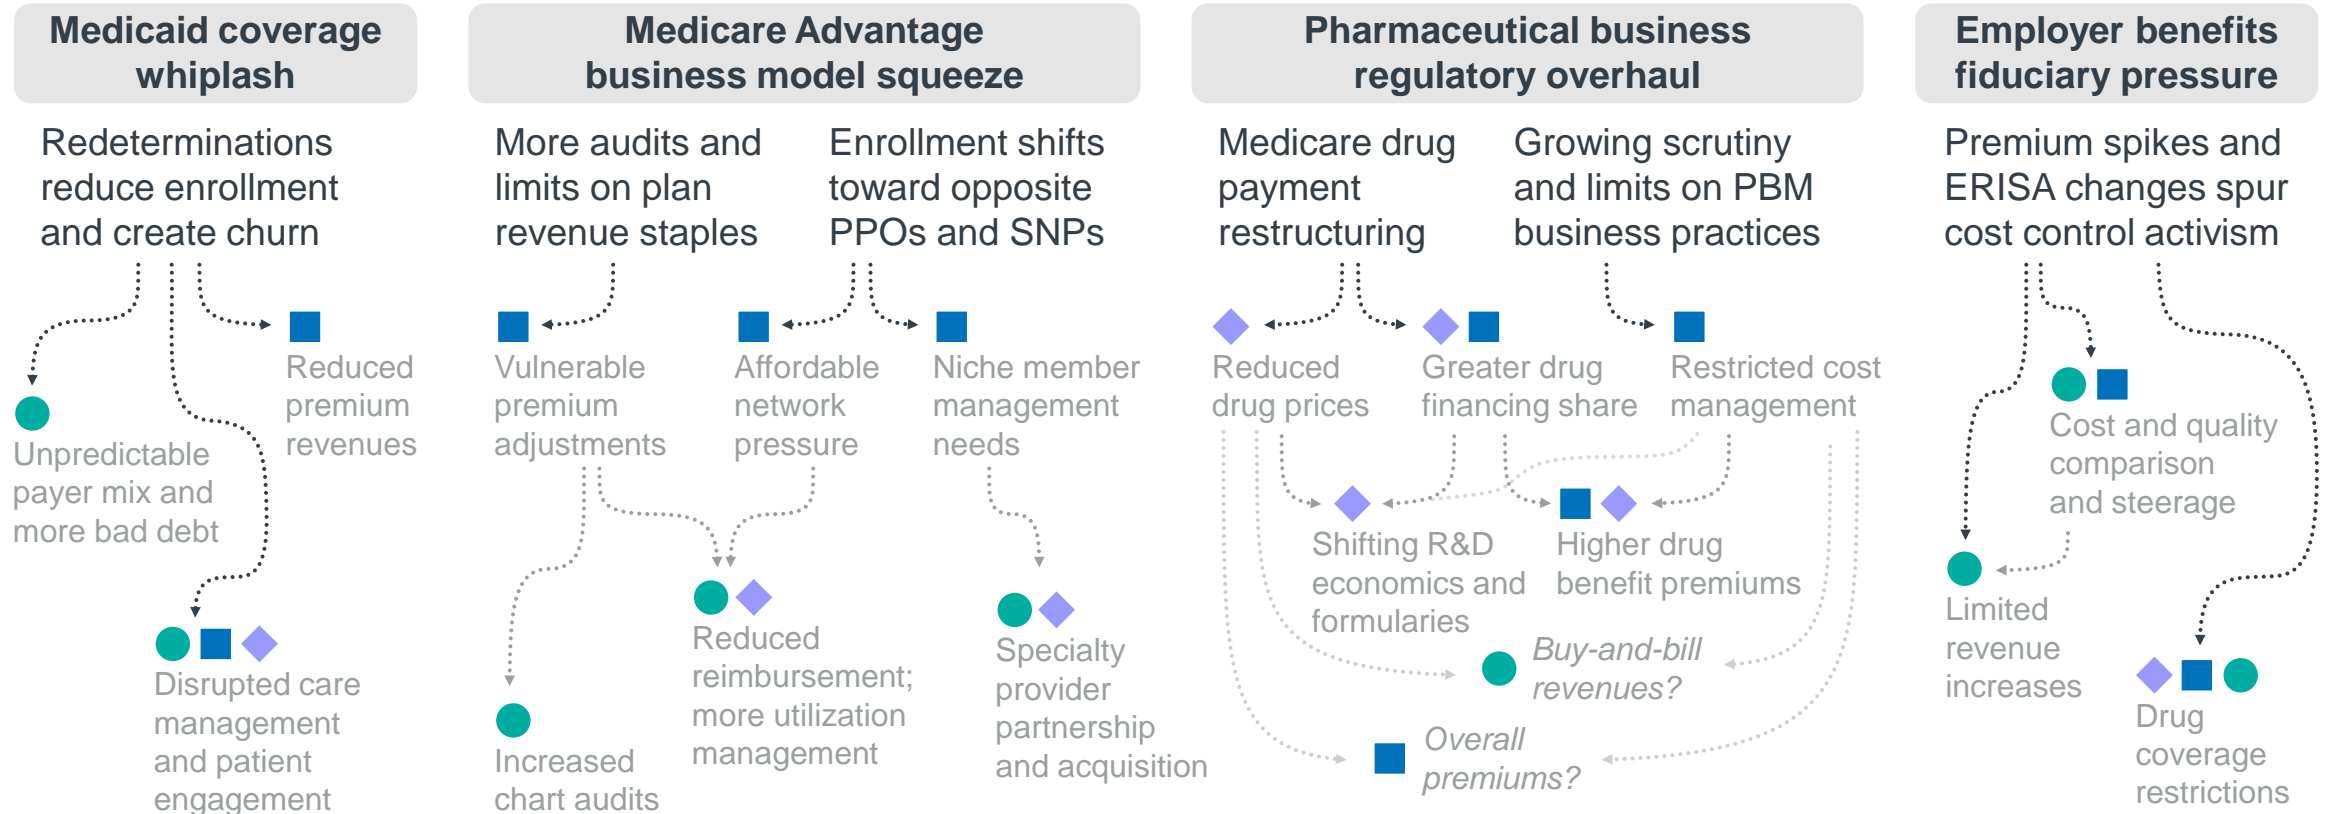 Medicaid coverage
whiplash
Redeterminations
reduce enrollment
and create churn
Reduced
premium
revenues
Unpredictable
payer mix and
more bad debt
Disrupted care
management
and patient
engagement
Medicare Advantage
business model squeeze
More audits and
limits on plan
revenue staples
Enrollment shifts
toward opposite
PPOs and SNPs
Vulnerable
premium
adjustments
Affordable
network
pressure
Niche member
management
needs
Reduced
reimbursement;
more utilization
management
Specialty
provider
partnership
and acquisition
Increased
chart audits
Pharmaceutical business
regulatory overhaul
Medicare drug
payment
restructuring
Growing scrutiny
and limits on PBM
business practices
Reduced
drug prices
Greater drug
financing share
Restricted cost
management
Shifting R&D
economics and
formularies
Higher drug
benefit premiums
Buy-and-bill
revenues?
Overall
premiums?
Employer benefits
fiduciary pressure
Premium spikes and
ERISA changes spur
cost control activism
Cost and quality
comparison
and steerage
Limited
revenue
increases
Drug
coverage
restrictions